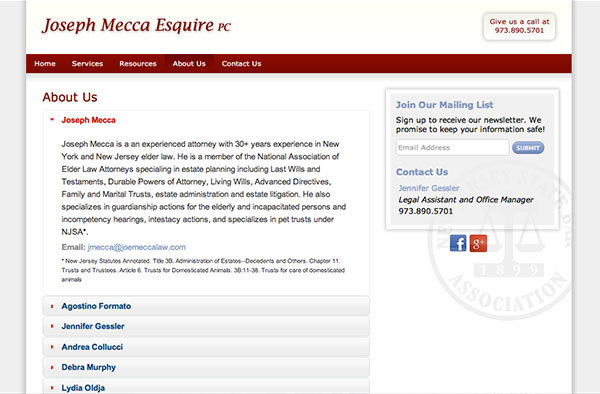 Joseph Mecca Esquire PC
Give us a call at
973.890.5701
Home Services Resources About Us Contact Us
About Us
Joseph Mecca
Joseph Mecca is a an experienced attorney with 30+ years experience in New
York and New Jersey elder law. He is a member of the National Association of
Elder Law Attorneys specialing in estate planning including Last Wills and
Testaments, Durable Powers of Attorney, Living Wills, Advanced Directives,
Family and Marital Trusts, estate administration and estate litigation. He also
specializes in guardianship actions for the elderly and incapacitated persons and
incompetency hearings, intestacy actions, and specializes in pet trusts under
NJSA*.
Email: jmecca@joemeccalaw.com
* New Jersey Statutes Annotated. Title 3B. Administration of Estates--Decedents and Others. Chapter 11.
Trusts and Trustees. Article 6. Trusts for Domesticated Animals. 3B:11-38. Trusts for care of domesticated
animals
Agostino Formato
Jennifer Gessler
Andrea Collucci
Debra Murphy
Lydia Oldja
Join Our Mailing List
Sign up to receive our newsletter. We
promise to keep your information safe!
Email Address SUBMIT
Contact Us
Jennifer Gessler
Legal Assistant and Office Manager
973.890.5701
f g+
STATE BAR
ASSOCIATION
1899